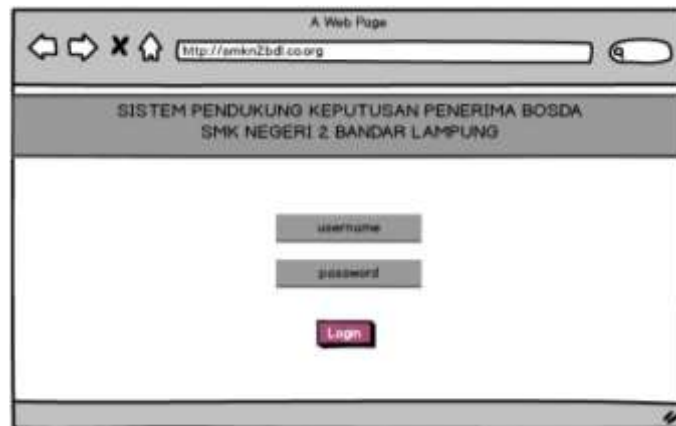 A Web Page
http://smkn2bdl.co.org
SISTEM PENDUKUNG KEPUTUSAN PENERIMA BOSDA
SMK NEGERI 2 BANDAR LAMPUNG
username
password
Login